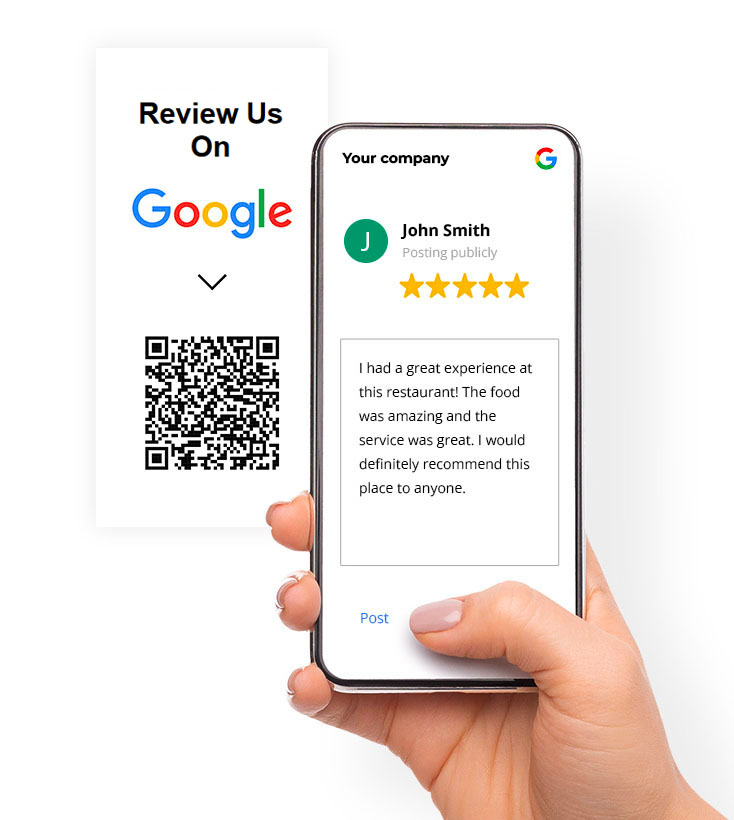 Review Us
On
Google
Your company
G
J
John Smith
Posting publicly
I had a great experience at
this restaurant! The food
was amazing and the
service was great. I would
definitely recommend this
place to anyone.
Post